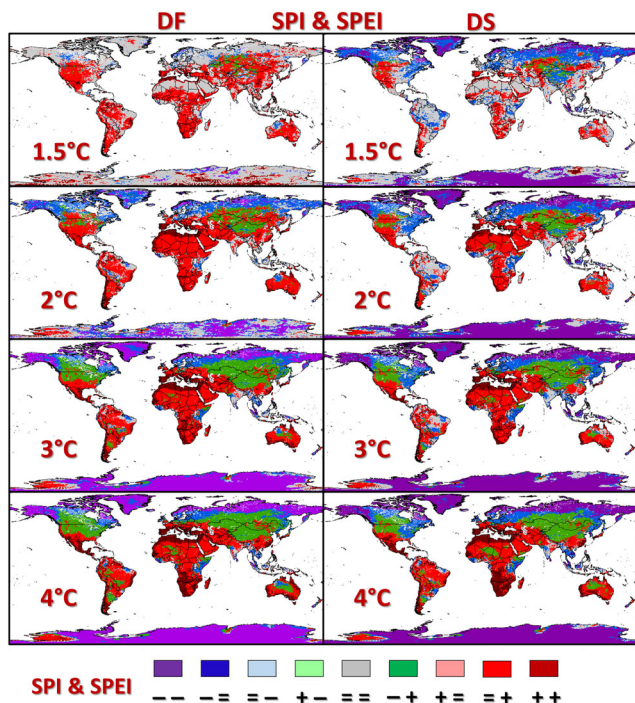 DF SPI & SPEI DS
1.5°C 1.5°C
2°C 2°C
3°C 3°C
4°C 4°C
SPI & SPEI
– – – = = – + – = = – + + = = + + +